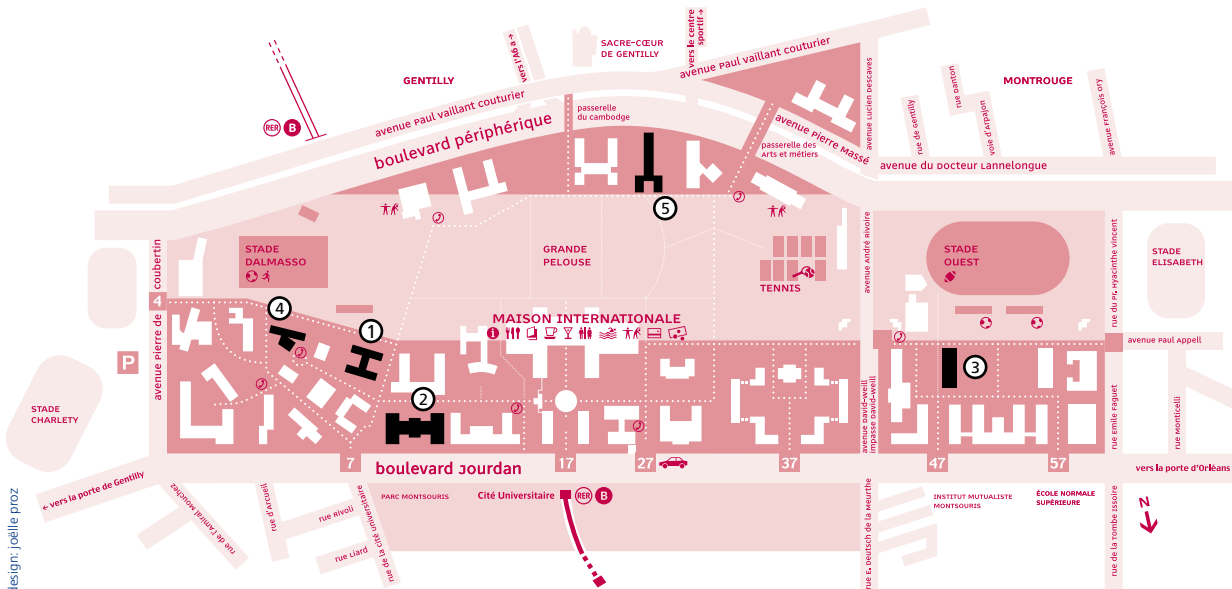 vers l'A6a→
SACRE-CŒUR
DE GENTILLY
vers le centre
sportif →
avenue Paul vaillant couturier
GENTILLY
MONTROUGE
avenue Lucien Descaves
rue de Gentilly
rue Danton
voie d'Arpajon
avenue François Ory
RER B
avenue Paul vaillant couturier
boulevard périphérique
passerelle
du cambodge
passerelle des
Arts et métiers
avenue Pierre Massé
avenue du Docteur Lannelongue
5
avenue Pierre de coubertin
STADE
DALMASSO
GRANDE
PELOUSE
TENNIS
avenue André Rivoire
STADE
OUEST
rue du Pr. Hyacinthe vincent
STADE
ELISABETH
4
4
1
MAISON INTERNATIONALE
i
avenue Paul Appell
P
2
3
STADE
CHARLETY
avenue David-weill
impasse David-weill
rue Emile Faguet
rue Monticelli
7
boulevard Jourdan
17
27
37
47
57
vers la porte d'Orléans
← vers la porte de Gentilly
PARC MONTSOURIS
Cité Universitaire
RER B
INSTITUT MUTUALISTE
MONTSOURIS
ÉCOLE NORMALE
SUPÉRIEURE
rue de l'Amiral Mouchez
rue d'Arcueil
rue Rivoli
rue Liard
rue de la cité universitaire
rue E. Deutsch de la Meurthe
rue de la Tombe Issoire
N
design: joëlle proz